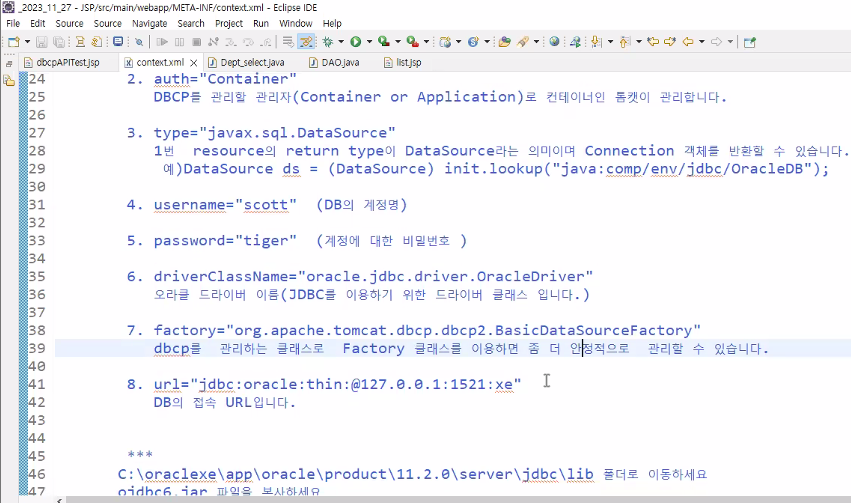 _2023_11_27 - JSP/src/main/webapp/META-INF/context.xml - Eclipse IDE
File Edit Source Source Navigate Search Project Run Window Help
dbcpAPITest.jsp context.xml Dept_select.java DAO.java list.jsp
24 2. auth="Container"
25 DBCP를 관리할 관리자(Container or Application)로 컨테이너인 톰켓이 관리합니다.
26
27 3. type="javax.sql.DataSource"
28 1번 resource의 return type이 DataSource라는 의미이며 Connection 객체를 반환할 수 있습니다.
29 예)DataSource ds = (DataSource) init.lookup("java:comp/env/jdbc/OracleDB");
30
31 4. username="scott" (DB의 계정명)
32
33 5. password="tiger" (계정에 대한 비밀번호 )
34
35 6. driverClassName="oracle.jdbc.driver.OracleDriver"
36 오라클 드라이버 이름(JDBC를 이용하기 위한 드라이버 클래스 입니다.)
37
38 7. factory="org.apache.tomcat.dbcp.dbcp2.BasicDataSourceFactory"
39 dbcp를 관리하는 클래스로 Factory 클래스를 이용하면 좀 더 안정적으로 관리할 수 있습니다.
40
41 8. url="jdbc:oracle:thin:@127.0.0.1:1521:xe"
42 DB의 접속 URL입니다.
43
44
45 ***
46 C:\oraclexe\app\oracle\product\11.2.0\server\jdbc\lib 폴더로 이동하세요
47 ojdbc6.jar 파일을 복사하세요